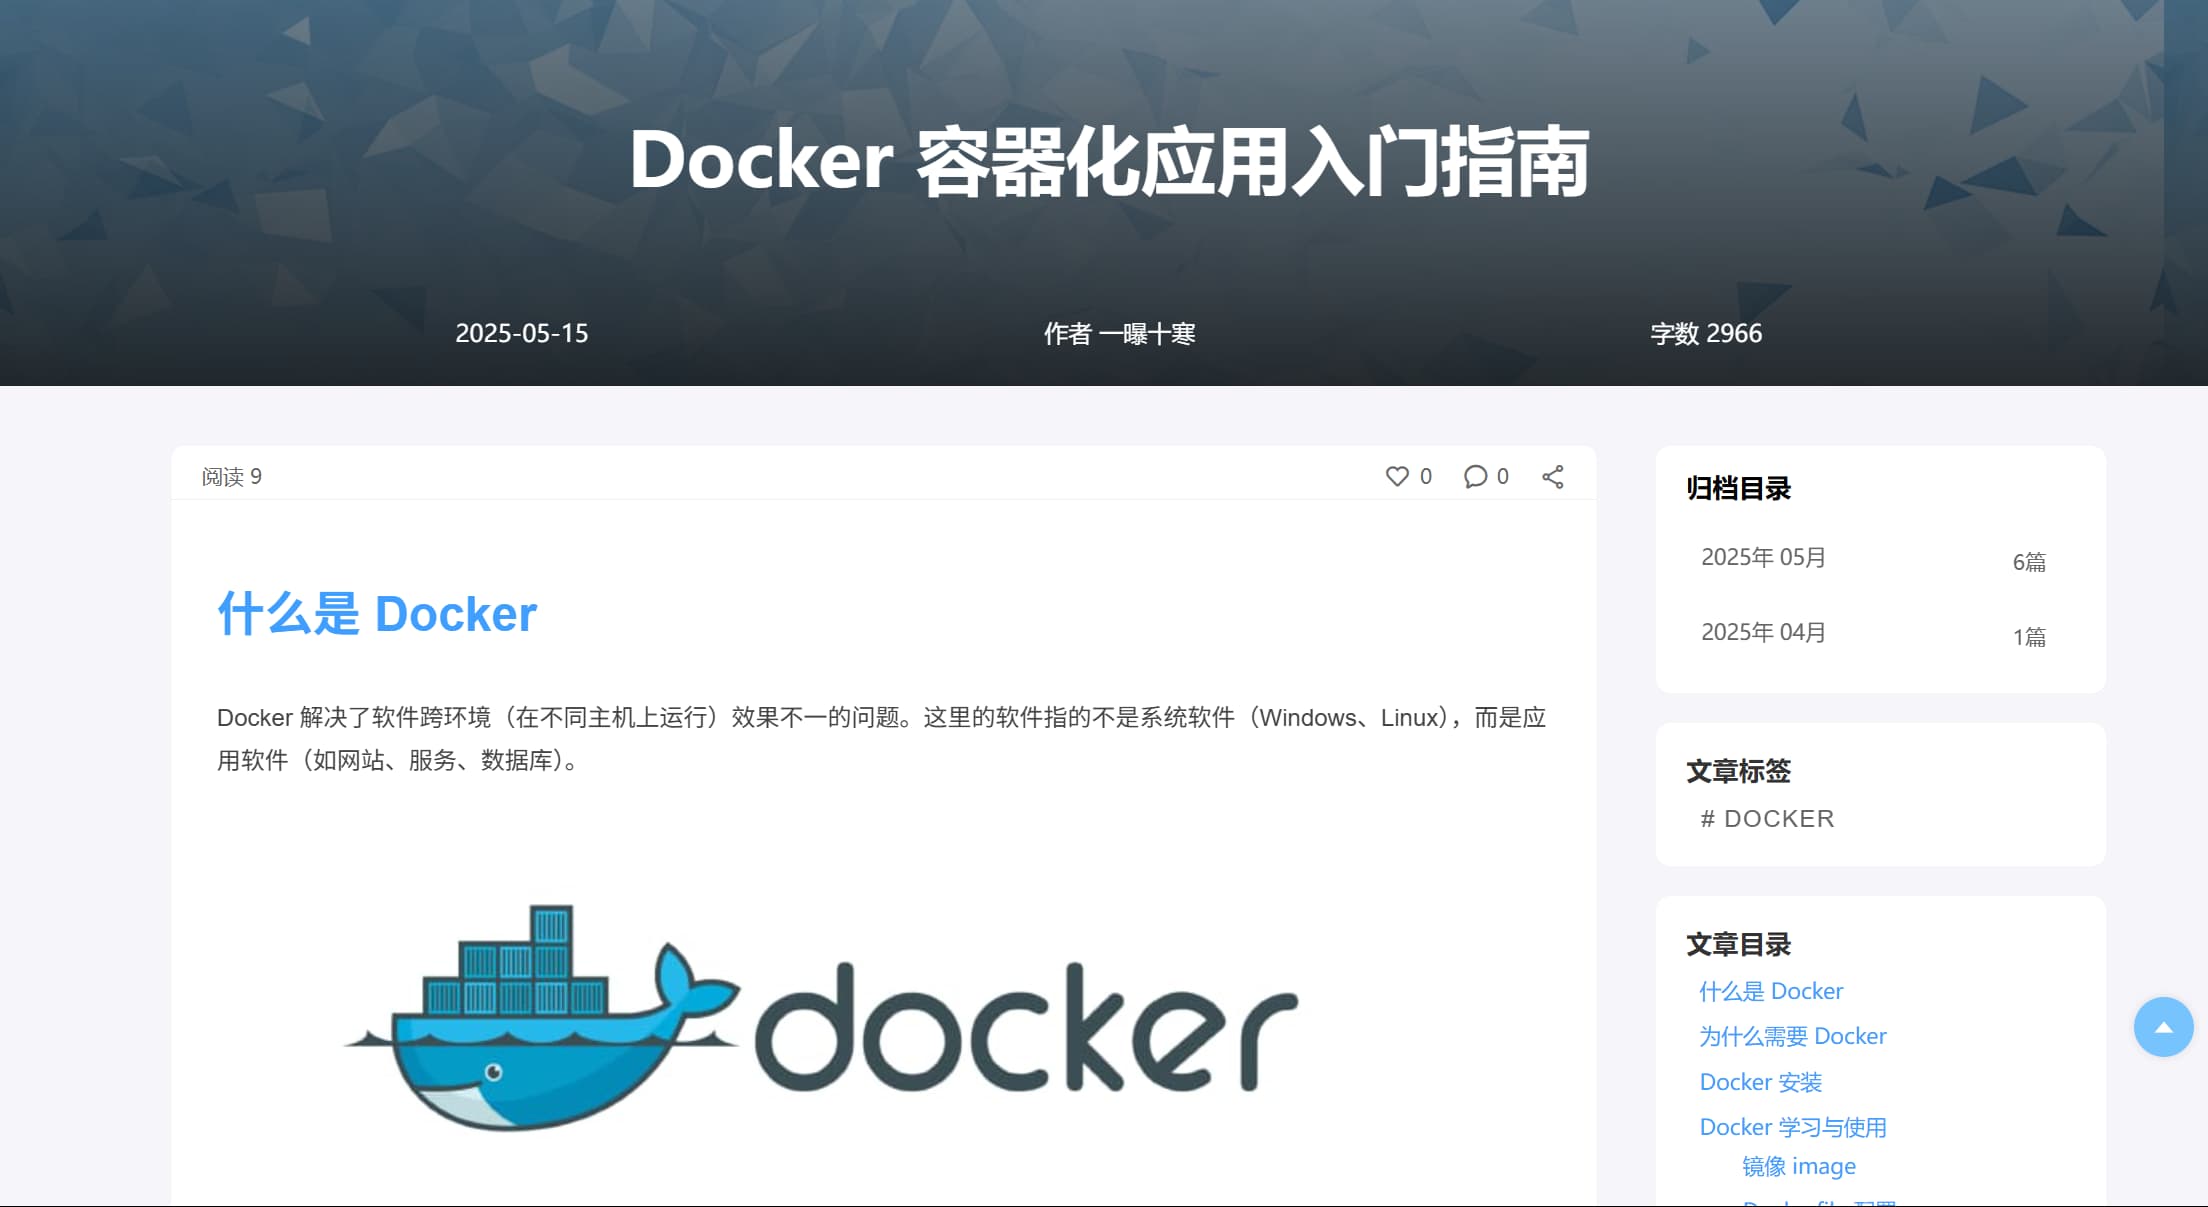 Docker 容器化应用入门指南
2025-05-15
作者 一曝十寒
字数 2966
阅读 9
0
0
什么是 Docker
Docker 解决了软件跨环境（在不同主机上运行）效果不一的问题。这里的软件指的不是系统软件（Windows、Linux），而是应
用软件（如网站、服务、数据库）。
docker
归档目录
2025年 05月
6篇
2025年 04月
1篇
文章标签
# DOCKER
文章目录
什么是 Docker
为什么需要 Docker
Docker 安装
Docker 学习与使用
镜像 image